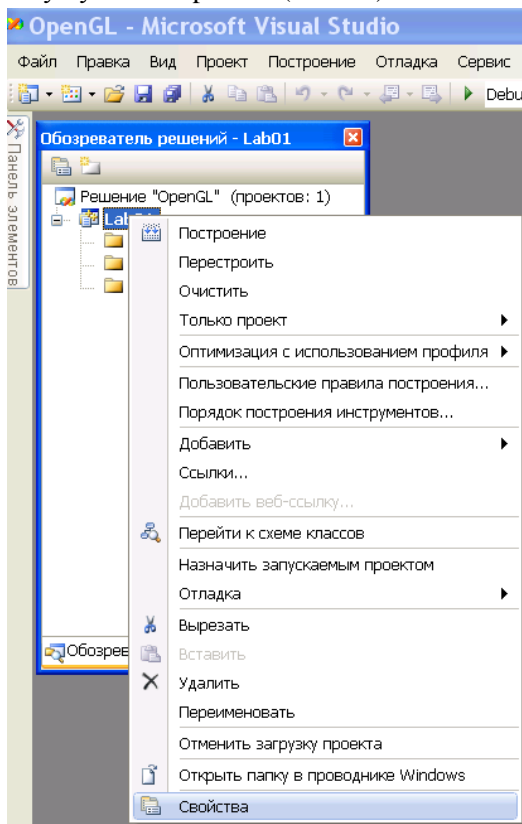 OpenGL - Microsoft Visual Studio
Файл Правка Вид Проект Построение Отладка Сервис
Debu
Панель элементов
Обозреватель решений - Lab01
Решение "OpenGL" (проектов: 1)
Построение
Перестроить
Очистить
Только проект
Оптимизация с использованием профиля
Пользовательские правила построения...
Порядок построения инструментов...
Добавить
Ссылки...
Добавить веб-ссылку...
Перейти к схеме классов
Назначить запускаемым проектом
Отладка
Вырезать
Обозрев
Вставить
Удалить
Переименовать
Отменить загрузку проекта
Открыть папку в проводнике Windows
Свойства